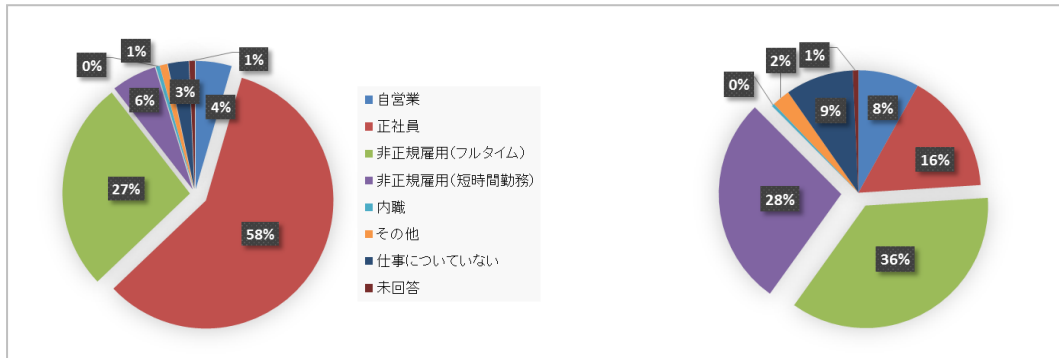 1%
1%
0%
3%
4%
6%
27%
58%
自営業
正社員
非正規雇用(フルタイム)
非正規雇用(短時間勤務)
内職
その他
仕事についていない
未回答
1%
2%
0%
9%
8%
16%
28%
36%